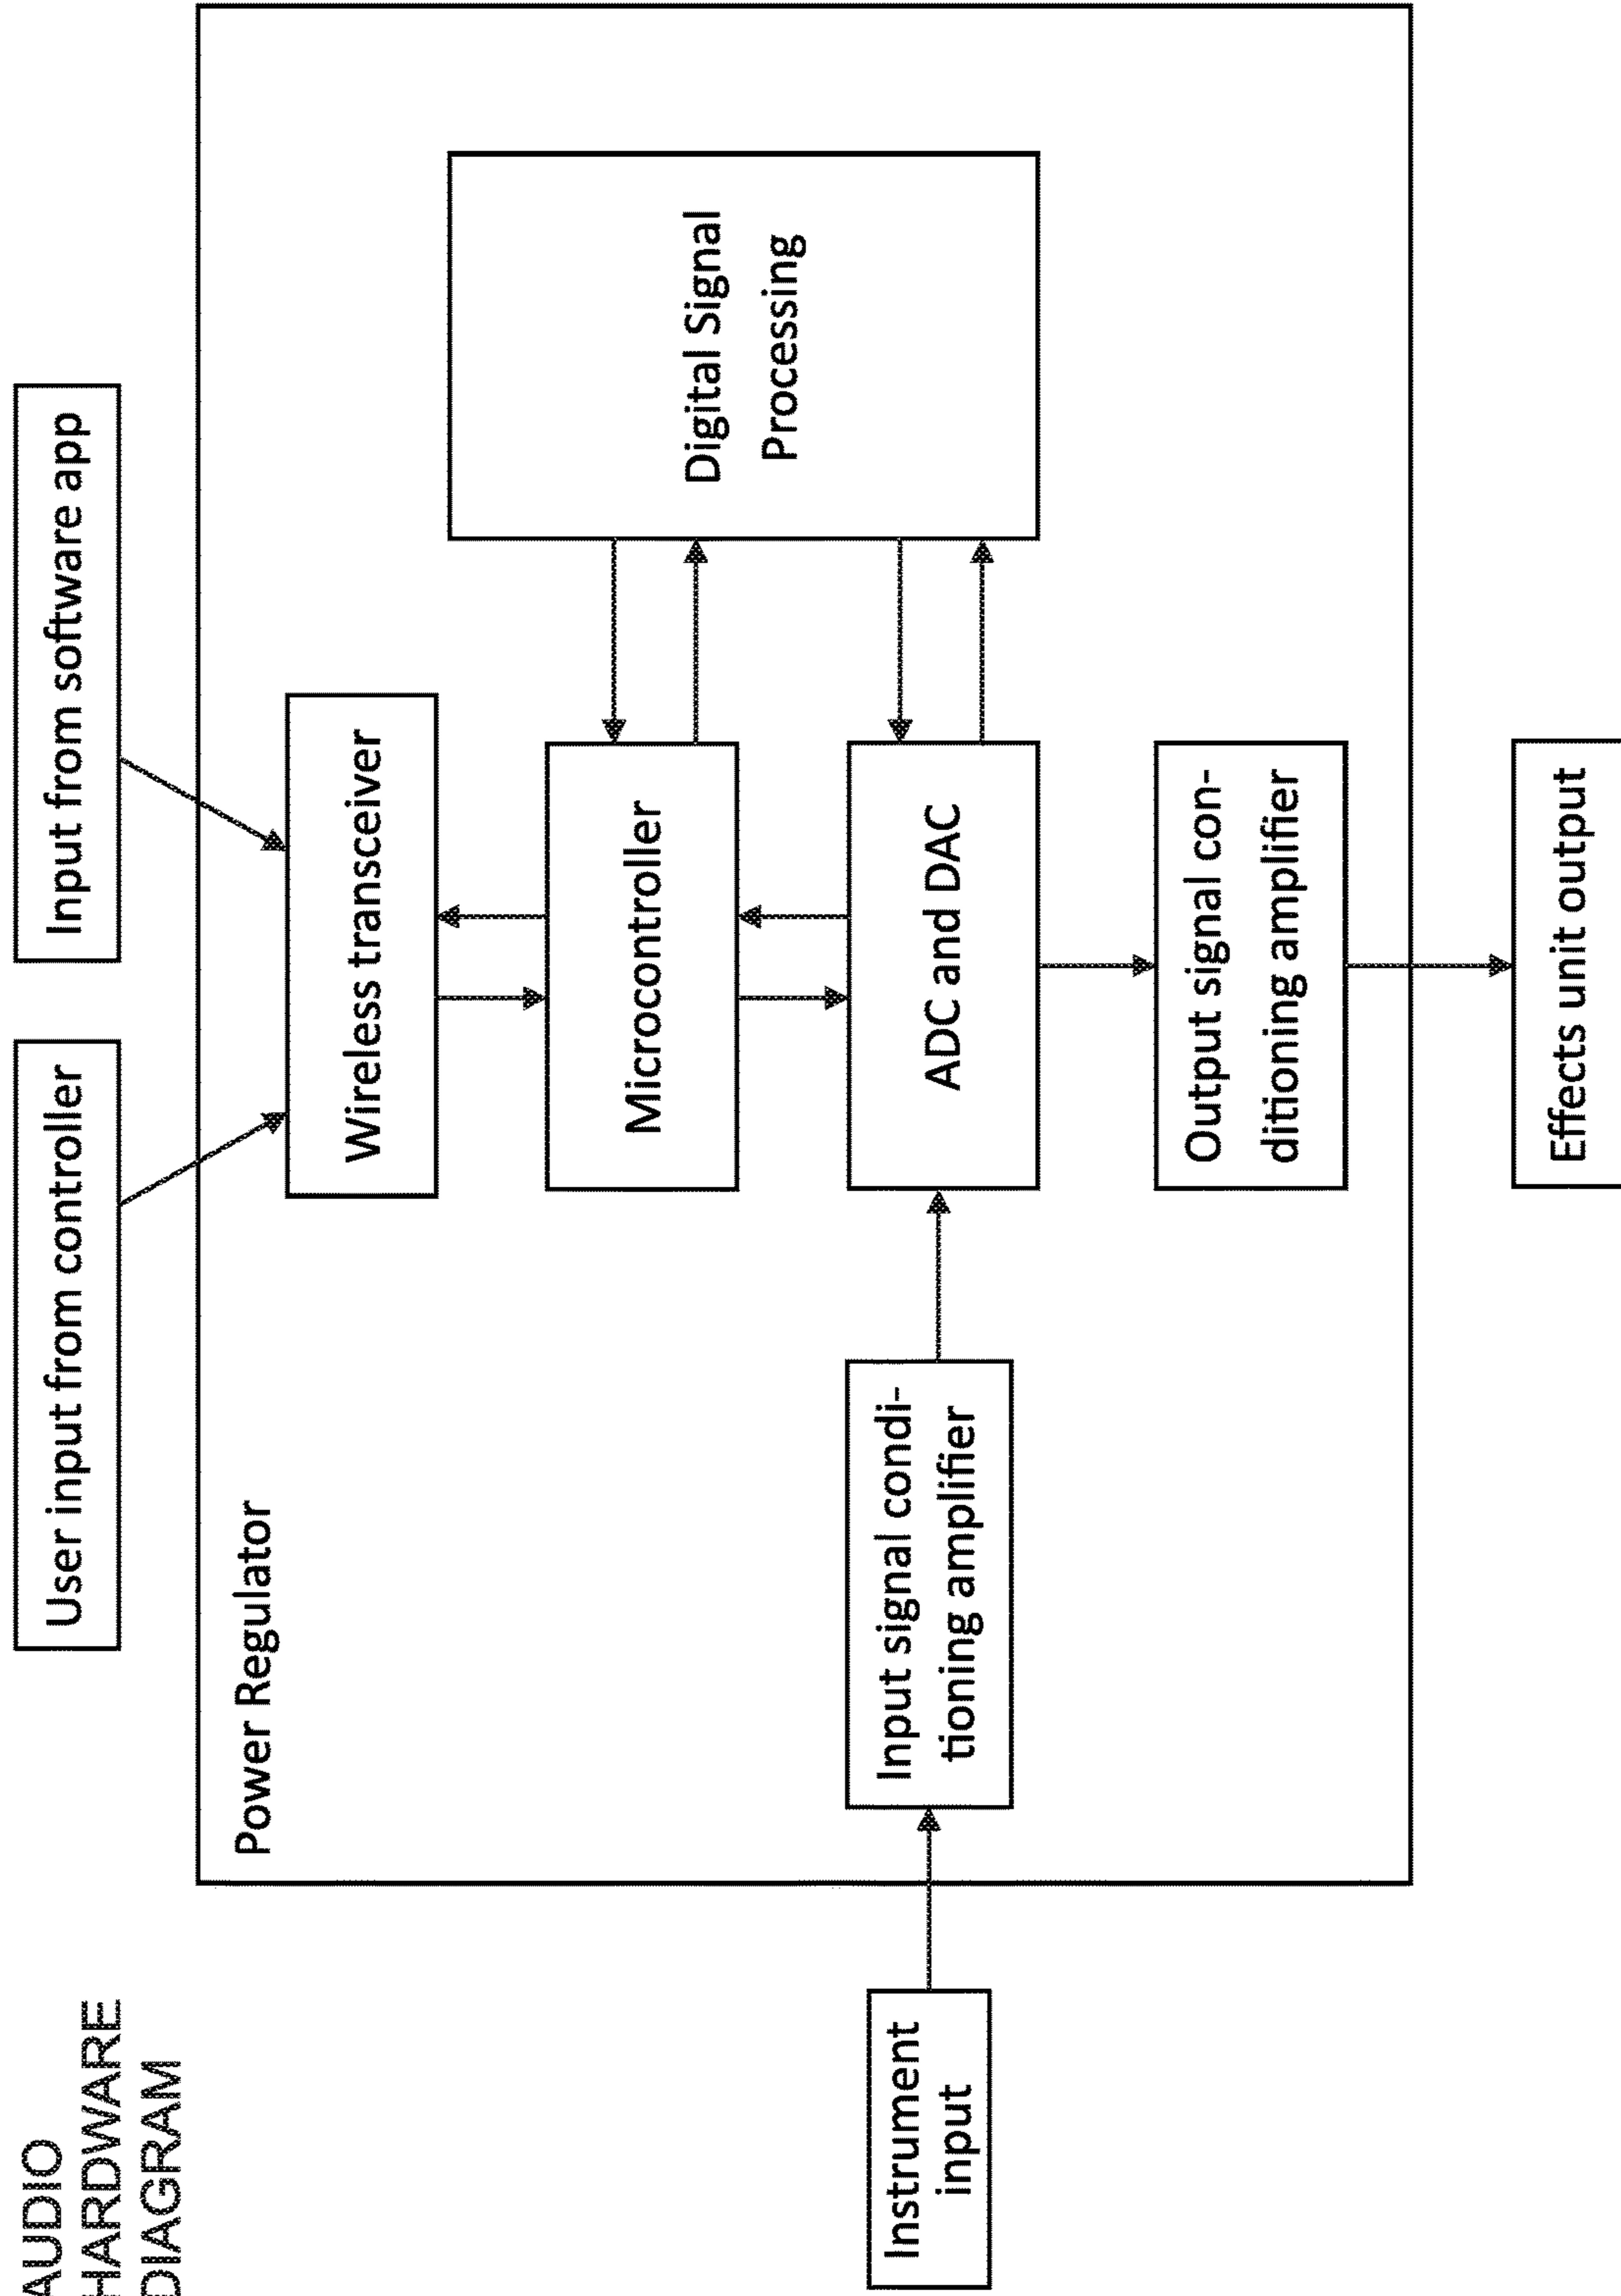 AUDIO
HARDWARE
DIAGRAM
User input from controller
Input from software app
Power Regulator
Wireless transceiver
Microcontroller
Digital Signal
Processing
Instrument
input
Input signal condi-
tioning amplifier
ADC and DAC
Output signal con-
ditioning amplifier
Effects unit output